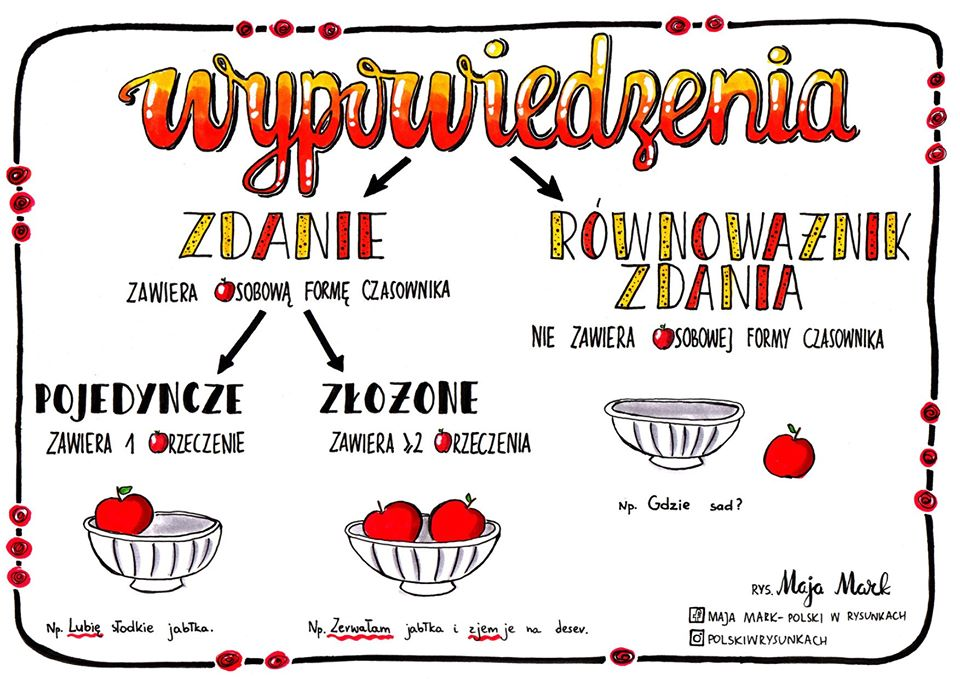 wypowiedzenia
ZDANIE
ZAWIERA OSOBOWĄ FORMĘ CZASOWNIKA
RÓWNOWAŻNIK
ZDANIA
NIE ZAWIERA OSOBOWEJ FORMY CZASOWNIKA
POJEDYNCZE
ZAWIERA 1 ORZECZENIE
ZŁOŻONE
ZAWIERA ⩾2 ORZECZENIA
Np. Gdzie sad?
Np. Lubię słodkie jabłka.
Np. Zerwałam jabłka i zjem je na deser.
RYS. Maja Mark
MAJA MARK- POLSKI W RYSUNKACH
POLSKIWRYSUNKACH